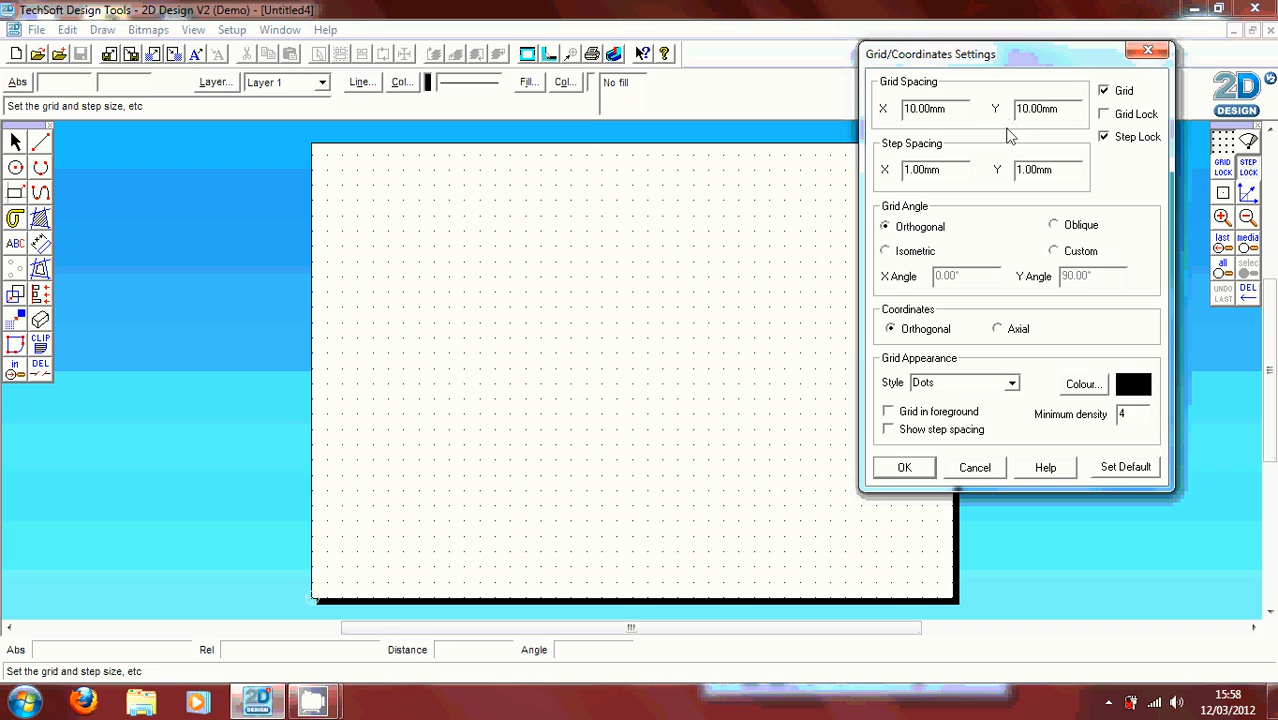 TechSoft Design Tools - 2D Design V2 (Demo) - [Untitled4]
File Edit Draw Attach Bitmaps View Setup Window Help
Abs Layer... Layer 1 Line... Col... Fill... Col... No fill
Set the grid and step size, etc
Grid/Coordinates Settings
Grid Spacing
X 10.00mm Y 10.00mm
Grid
Grid Lock
Step Lock
Step Spacing
X 1.00mm Y 1.00mm
Grid Angle
Orthogonal Oblique
Isometric Custom
X Angle 0.00° Y Angle 90.00°
Coordinates
Orthogonal Axial
Grid Appearance
Style Dots Colour...
Grid in foreground Minimum density 4
Show step spacing
OK Cancel Help Set Default
2D
DESIGN
GRID LOCK STEP LOCK
last media
all selec
UNDO LAST DEL
ABC
CLIP
in DEL
Abs Rel Distance Angle
Set the grid and step size, etc
2D
DESIGN
15:58
12/03/2012